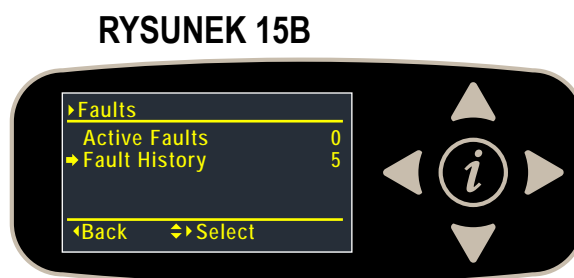 RYSUNEK 15B
Faults
Active Faults 0
Fault History 5
Back Select
i